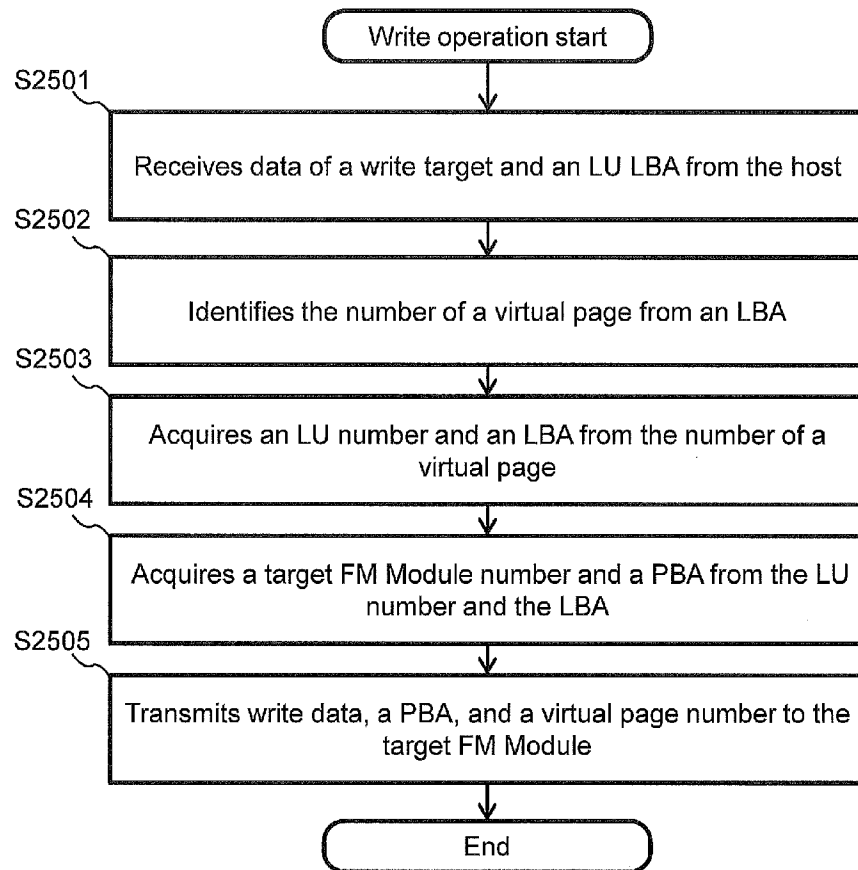 Write operation start
S2501
Receives data of a write target and an LU LBA from the host
S2502
Identifies the number of a virtual page from an LBA
S2503
Acquires an LU number and an LBA from the number of a
virtual page
S2504
Acquires a target FM Module number and a PBA from the LU
number and the LBA
S2505
Transmits write data, a PBA, and a virtual page number to the
target FM Module
End